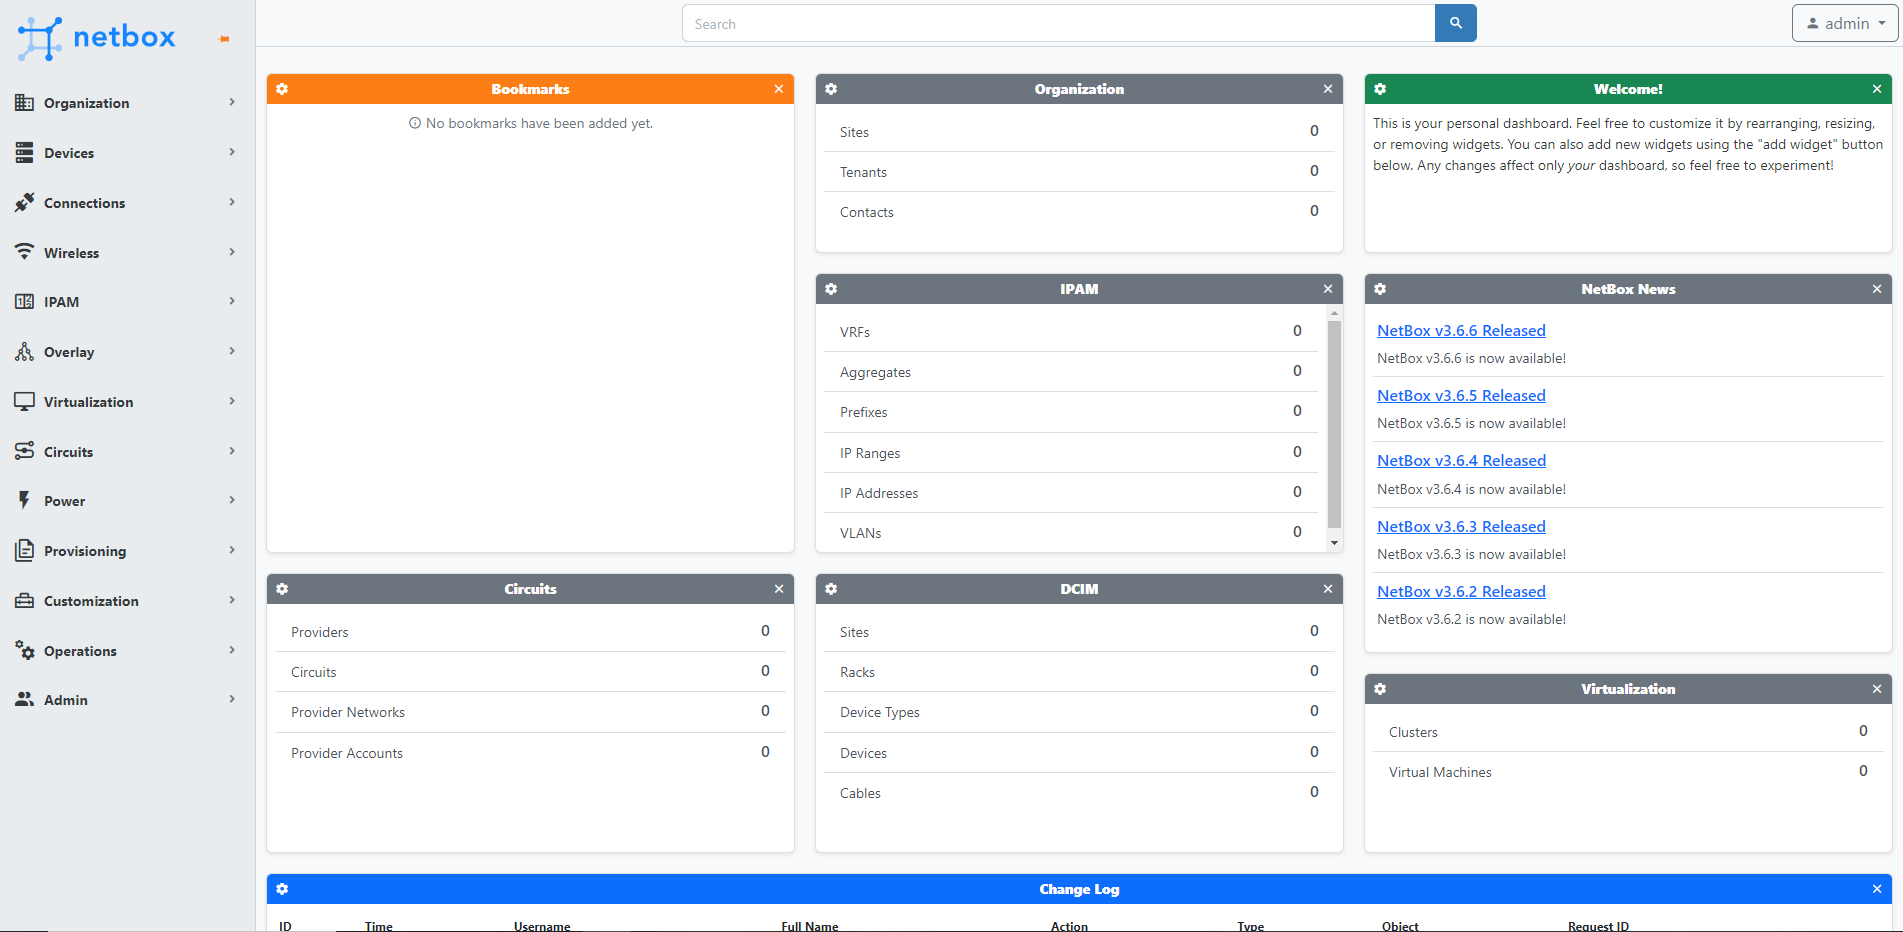 netbox
Search
admin
Organization
Devices
Connections
Wireless
IPAM
Overlay
Virtualization
Circuits
Power
Provisioning
Customization
Operations
Admin
Bookmarks
No bookmarks have been added yet.
Organization
Sites 0
Tenants 0
Contacts 0
Welcome!
This is your personal dashboard. Feel free to customize it by rearranging, resizing,
or removing widgets. You can also add new widgets using the "add widget" button
below. Any changes affect only your dashboard, so feel free to experiment!
IPAM
VRFs 0
Aggregates 0
Prefixes 0
IP Ranges 0
IP Addresses 0
VLANs 0
NetBox News
NetBox v3.6.6 Released
NetBox v3.6.6 is now available!
NetBox v3.6.5 Released
NetBox v3.6.5 is now available!
NetBox v3.6.4 Released
NetBox v3.6.4 is now available!
NetBox v3.6.3 Released
NetBox v3.6.3 is now available!
NetBox v3.6.2 Released
NetBox v3.6.2 is now available!
Circuits
Providers 0
Circuits 0
Provider Networks 0
Provider Accounts 0
DCIM
Sites 0
Racks 0
Device Types 0
Devices 0
Cables 0
Virtualization
Clusters 0
Virtual Machines 0
Change Log
ID Time Username Full Name Action Type Object Request ID